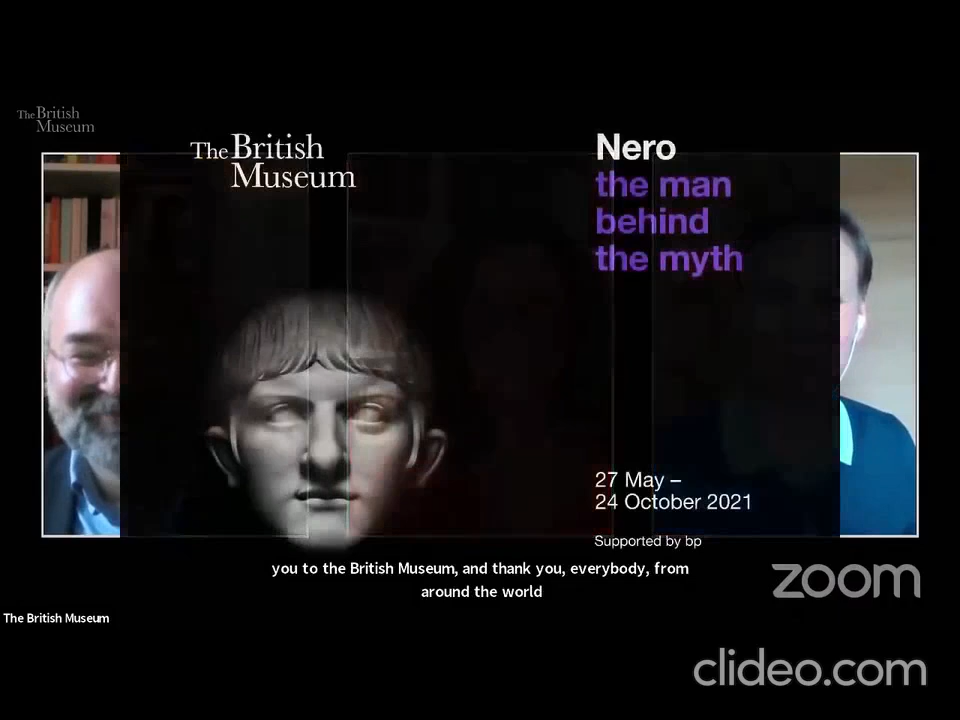 The British
Museum
The British
Museum
Nero
the man
behind
the myth
27 May –
24 October 2021
Supported by bp
you to the British Museum, and thank you, everybody, from
around the world
zoom
The British Museum
clideo.com